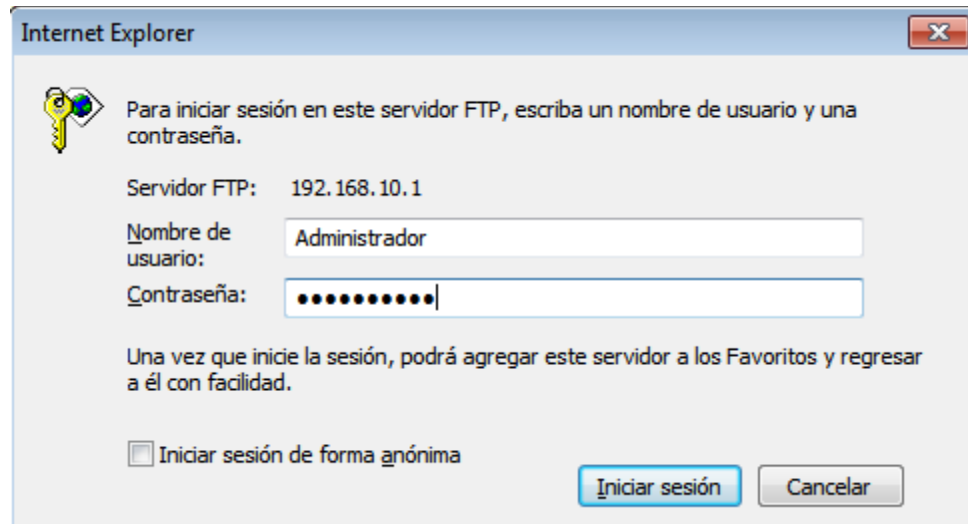 Internet Explorer
Para iniciar sesión en este servidor FTP, escriba un nombre de usuario y una
contraseña.
Servidor FTP: 192.168.10.1
Nombre de
usuario:
Administrador
Contraseña: ●●●●●●●●●●
Una vez que inicie la sesión, podrá agregar este servidor a los Favoritos y regresar
a él con facilidad.
Iniciar sesión de forma anónima
Iniciar sesión Cancelar